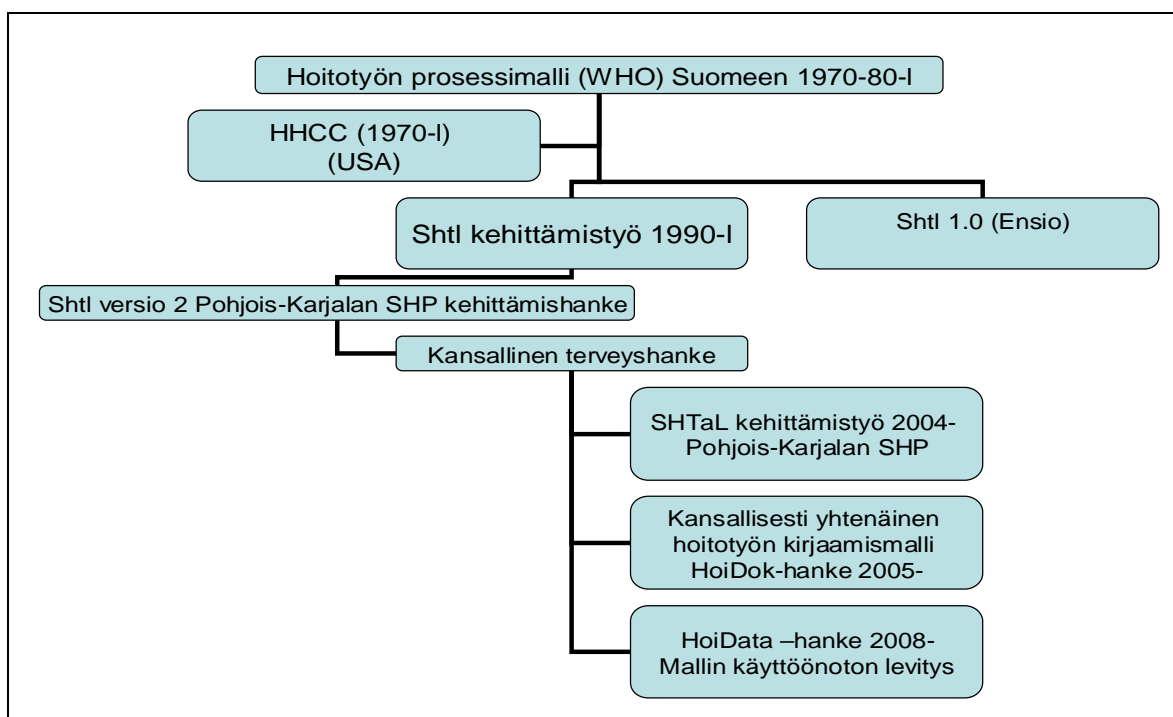 Hoitotyön prosessimalli (WHO) Suomeen 1970-80-l
HHCC (1970-l)
(USA)
Shtl kehittämistyö 1990-l
Shtl 1.0 (Ensio)
Shtl versio 2 Pohjois-Karjalan SHP kehittämishanke
Kansallinen terveyshanke
SHTaL kehittämistyö 2004-
Pohjois-Karjalan SHP
Kansallisesti yhtenäinen
hoitotyön kirjaamismalli
HoiDok-hanke 2005-
HoiData –hanke 2008-
Mallin käyttöönoton levitys